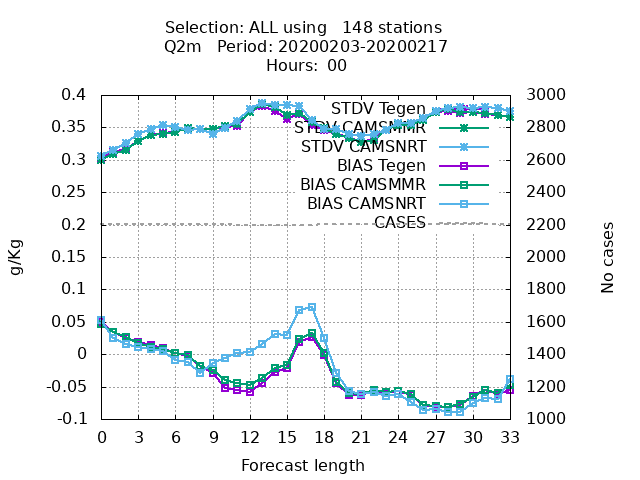 Selection: ALL using   148 stations
Q2m   Period: 20200203-20200217
Hours:  00
0.4
0.35
0.3
0.25
0.2
0.15
0.1
0.05
0
-0.05
-0.1
g/Kg
3000
2800
2600
2400
2200
2000
1800
1600
1400
1200
1000
No cases
STDV Tegen
STDV CAMSMMR
STDV CAMSNRT
BIAS Tegen
BIAS CAMSMMR
BIAS CAMSNRT
CASES
0 3 6 9 12 15 18 21 24 27 30 33
Forecast length